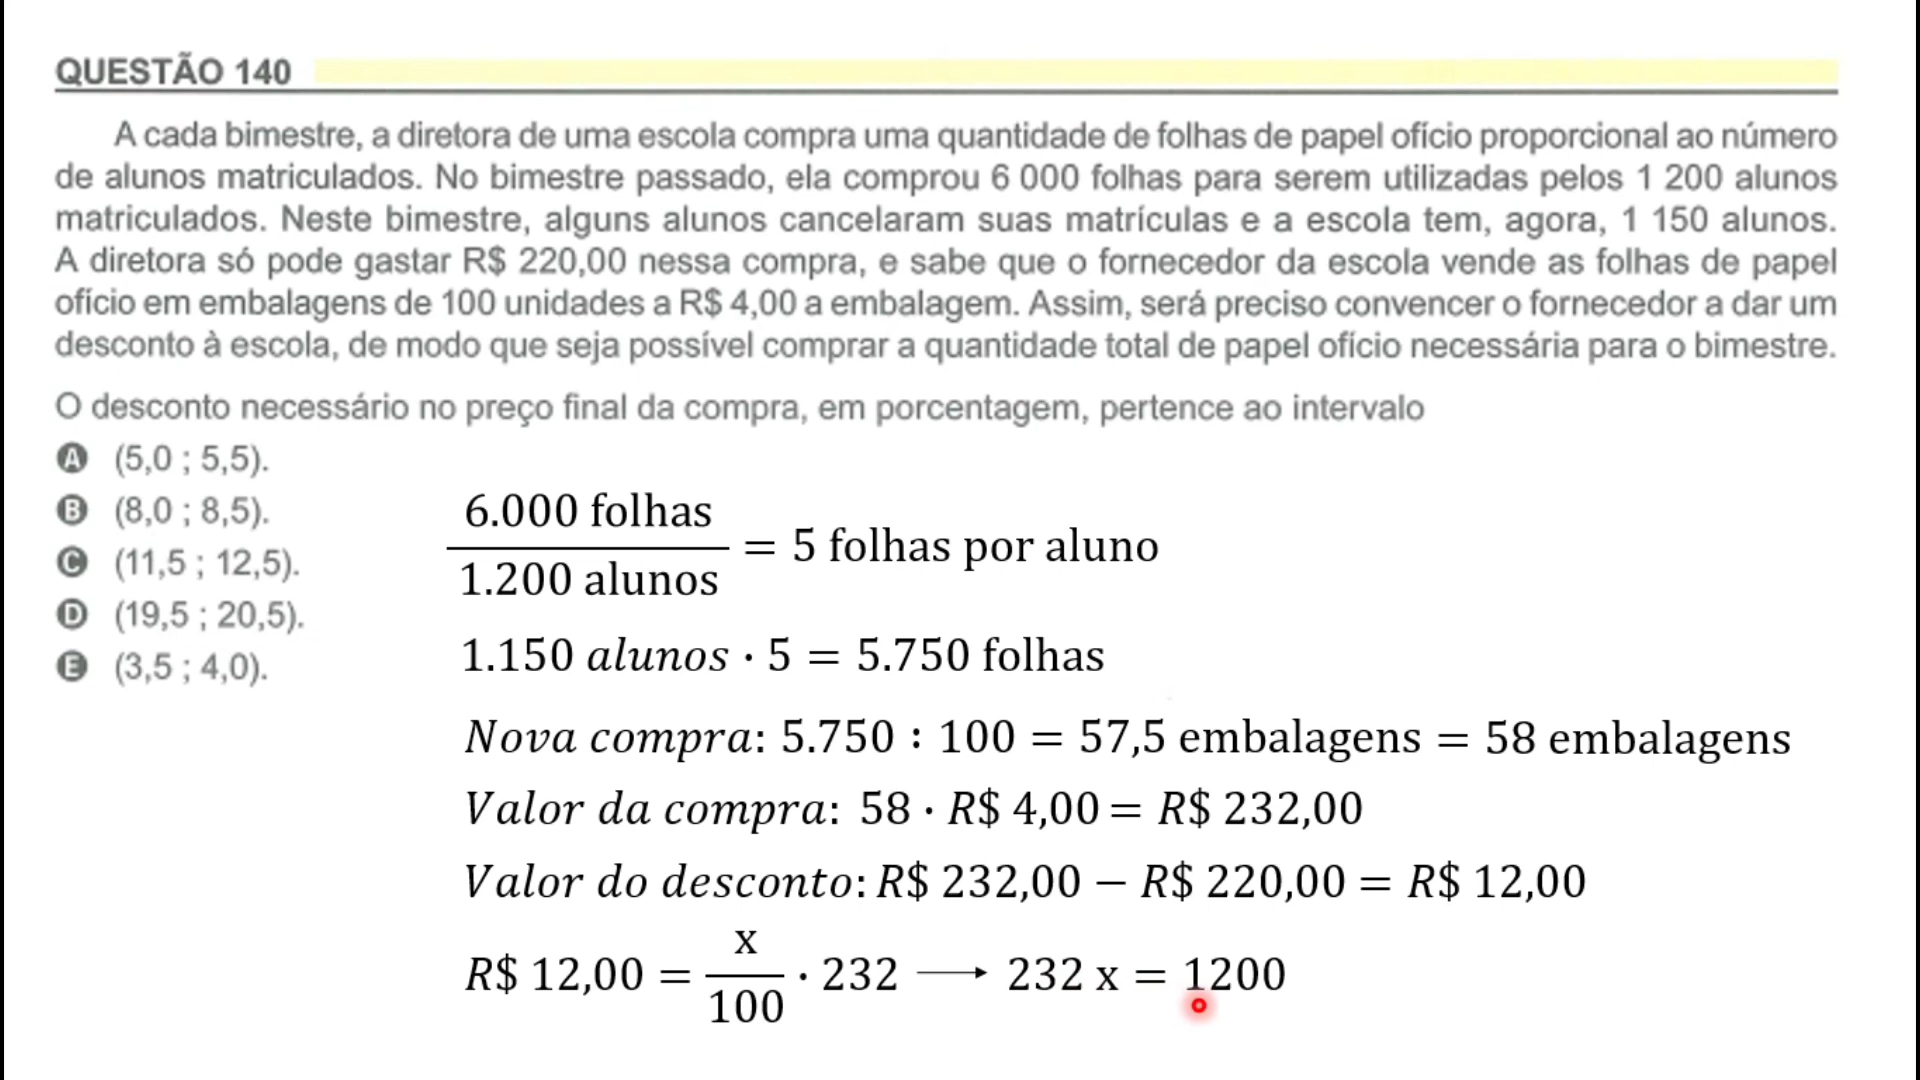 QUESTÃO 140
A cada bimestre, a diretora de uma escola compra uma quantidade de folhas de papel ofício proporcional ao número
de alunos matriculados. No bimestre passado, ela comprou 6 000 folhas para serem utilizadas pelos 1 200 alunos
matriculados. Neste bimestre, alguns alunos cancelaram suas matrículas e a escola tem, agora, 1 150 alunos.
A diretora só pode gastar R$ 220,00 nessa compra, e sabe que o fornecedor da escola vende as folhas de papel
ofício em embalagens de 100 unidades a R$ 4,00 a embalagem. Assim, será preciso convencer o fornecedor a dar um
desconto à escola, de modo que seja possível comprar a quantidade total de papel ofício necessária para o bimestre.
O desconto necessário no preço final da compra, em porcentagem, pertence ao intervalo
A (5,0 ; 5,5).
B (8,0 ; 8,5).
C (11,5 ; 12,5).
D (19,5 ; 20,5).
E (3,5 ; 4,0).
6.000 folhas
1.200 alunos
= 5 folhas por aluno
1.150 alunos · 5 = 5.750 folhas
Nova compra: 5.750 : 100 = 57,5 embalagens = 58 embalagens
Valor da compra: 58 · R$ 4,00 = R$ 232,00
Valor do desconto: R$ 232,00 − R$ 220,00 = R$ 12,00
R$ 12,00 = x/100 · 232 → 232 x = 1200